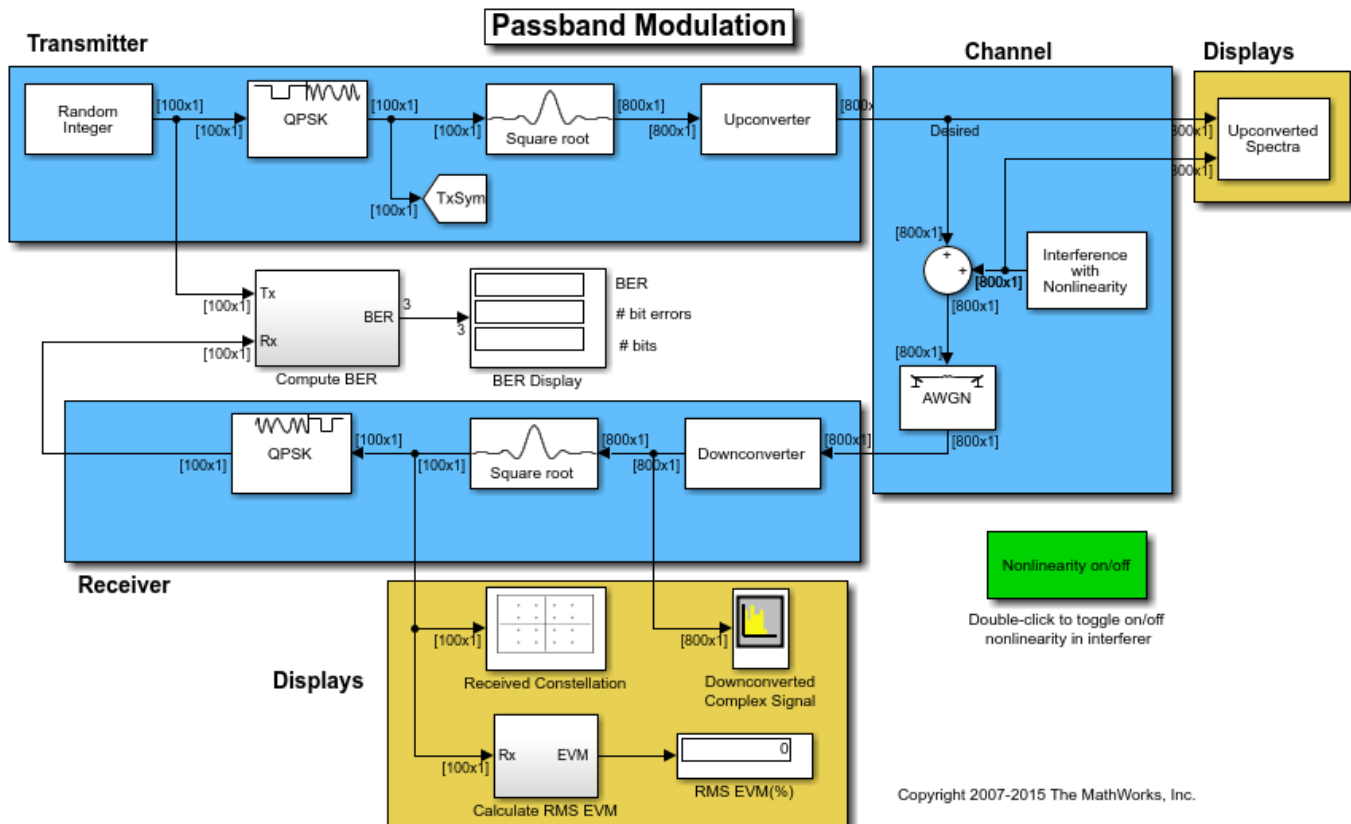 Passband Modulation
Transmitter
Channel
Displays
Random
Integer
[100x1]
[100x1]
QPSK
[100x1]
[100x1]
Square root
[800x1]
[800x1]
Upconverter
[800x
Desired
800x1]
Upconverted
Spectra
800x1]
[100x1]
TxSym
[800x1]
+
+
[800x1]
Interference
with
Nonlinearity
[800x1]
[100x1]
Tx
BER
3
[100x1]
Rx
Compute BER
3
BER
# bit errors
# bits
BER Display
[800x1]
AWGN
[800x1]
QPSK
[100x1]
[100x1]
Square root
[100x1]
[800x1]
[800x1]
Downconverter
[800x1]
Receiver
Nonlinearity on/off
Double-click to toggle on/off
nonlinearity in interferer
Displays
[100x1]
Received Constellation
[800x1]
Downconverted
Complex Signal
[100x1]
Rx
EVM
Calculate RMS EVM
0
RMS EVM(%)
Copyright 2007-2015 The MathWorks, Inc.